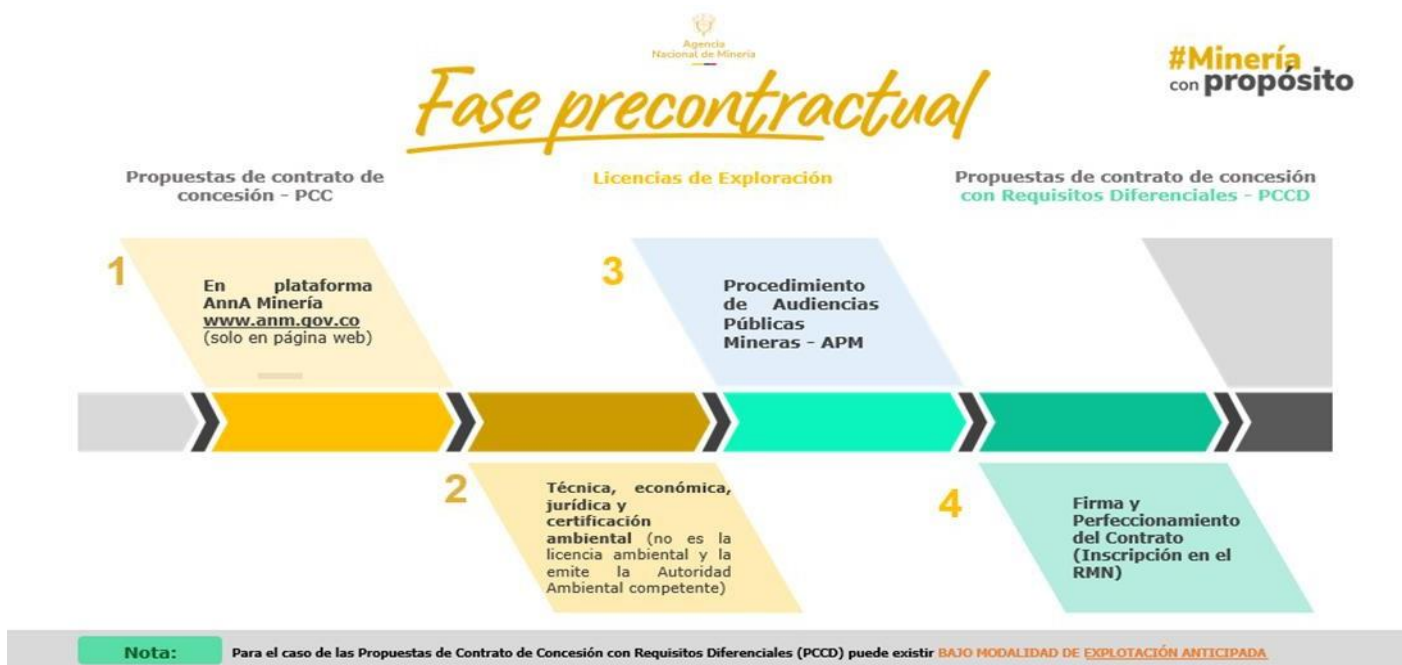 Agencia
Nacional de Minería
#Minería
con propósito
Fase precontractual
Propuestas de contrato de
concesión - PCC
Licencias de Exploración
Propuestas de contrato de concesión
con Requisitos Diferenciales - PCCD
1
En plataforma
AnnA Minería
www.anm.gov.co
(solo en página web)
3
Procedimiento
de Audiencias
Públicas
Mineras - APM
2
Técnica, económica,
jurídica y
certificación
ambiental (no es la
licencia ambiental y la
emite la Autoridad
Ambiental competente)
4
Firma y
Perfeccionamiento
del Contrato
(Inscripción en el
RMN)
Nota:
Para el caso de las Propuestas de Contrato de Concesión con Requisitos Diferenciales (PCCD) puede existir BAJO MODALIDAD DE EXPLOTACIÓN ANTICIPADA